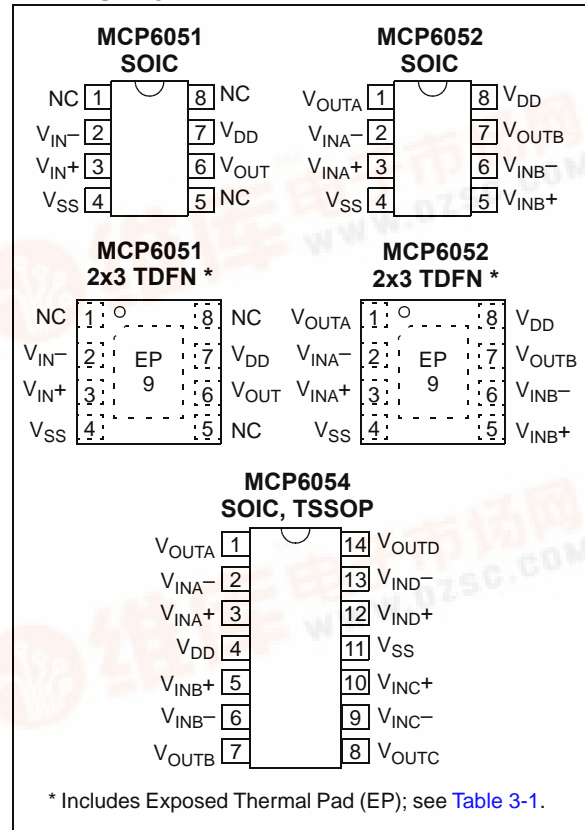 MCP6051
SOIC
NC 1 8 NC
VIN– 2 7 VDD
VIN+ 3 6 VOUT
VSS 4 5 NC
MCP6052
SOIC
VOUTA 1 8 VDD
VINA– 2 7 VOUTB
VINA+ 3 6 VINB–
VSS 4 5 VINB+
MCP6051
2x3 TDFN *
NC 1 8 NC
VIN– 2 7 VDD
VIN+ 3 6 VOUT
VSS 4 5 NC
EP
9
MCP6052
2x3 TDFN *
VOUTA 1 8 VDD
VINA– 2 7 VOUTB
VINA+ 3 6 VINB–
VSS 4 5 VINB+
EP
9
MCP6054
SOIC, TSSOP
VOUTA 1 14 VOUTD
VINA– 2 13 VIND–
VINA+ 3 12 VIND+
VDD 4 11 VSS
VINB+ 5 10 VINC+
VINB– 6 9 VINC–
VOUTB 7 8 VOUTC
* Includes Exposed Thermal Pad (EP); see Table 3-1.